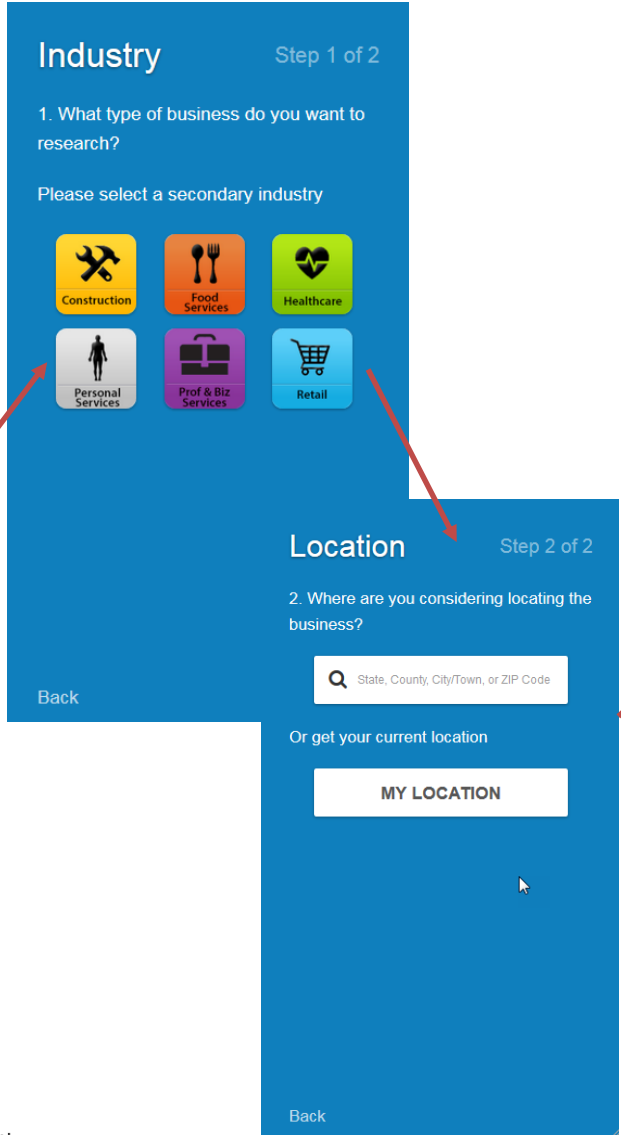 Industry
Step 1 of 2
1. What type of business do you want to
research?
Please select a secondary industry
Construction
Food
Services
Healthcare
Personal
Services
Prof & Biz
Services
Retail
Back
Location
Step 2 of 2
2. Where are you considering locating the
business?
State, County, City/Town, or ZIP Code
Or get your current location
MY LOCATION
Back